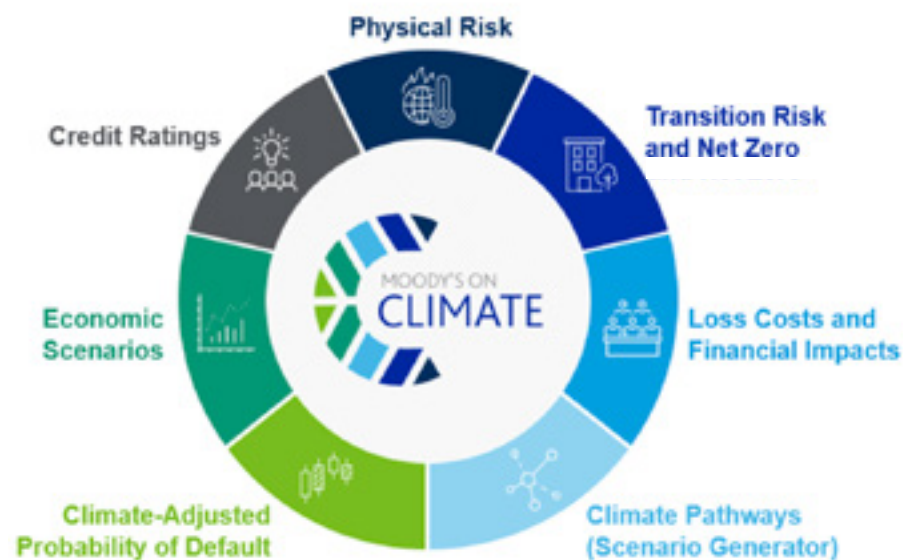 Physical Risk
Transition Risk
and Net Zero
Loss Costs and
Financial Impacts
Climate Pathways
(Scenario Generator)
Climate-Adjusted
Probability of Default
Economic
Scenarios
Credit Ratings
MOODY'S ON
CLIMATE